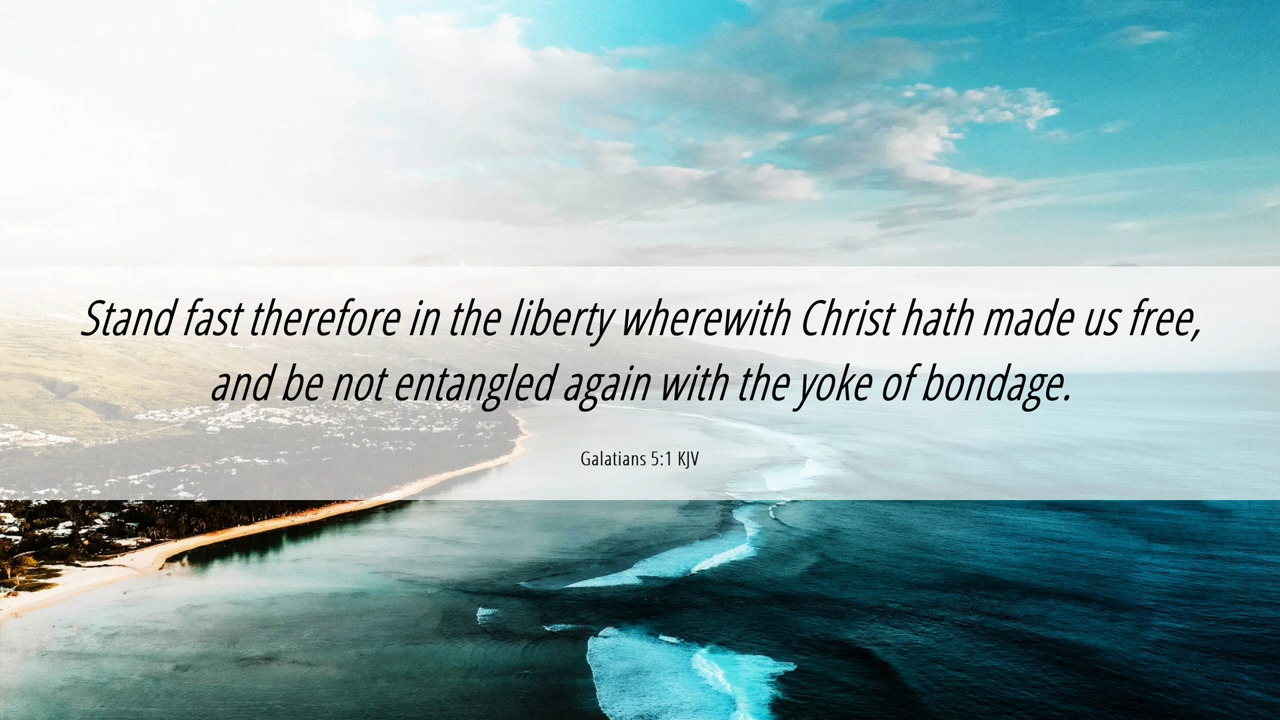 Stand fast therefore in the liberty wherewith Christ hath made us free,
and be not entangled again with the yoke of bondage.
Galatians 5:1 KJV